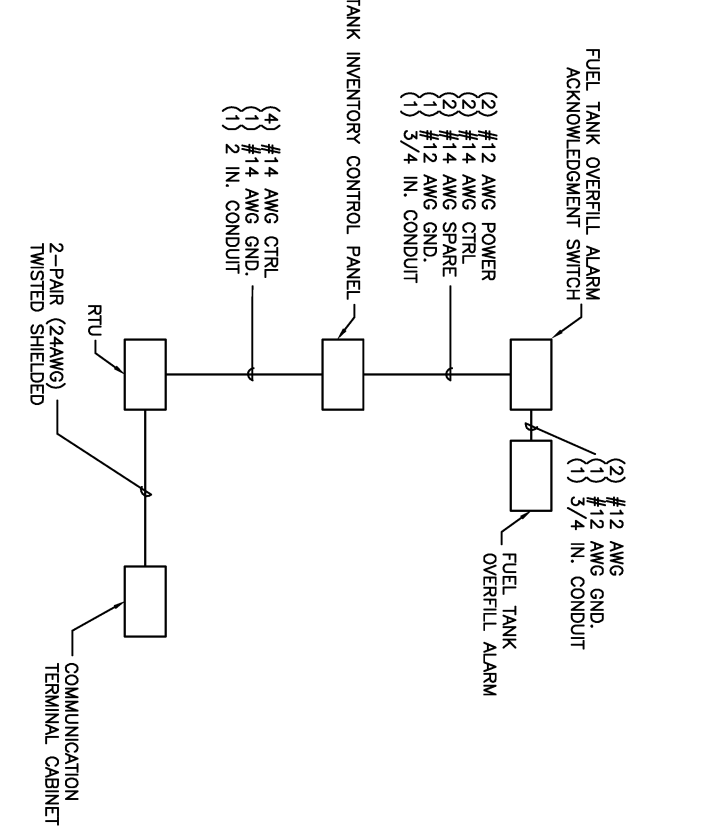 FUEL TANK OVERFILL ALARM
ACKNOWLEDGMENT SWITCH
(2) #12 AWG
(1) #12 AWG GND.
(1) 3/4 IN. CONDUIT
FUEL TANK
OVERFILL ALARM
(2) #12 AWG POWER
(2) #14 AWG CTRL
(2) #14 AWG SPARE
(1) #12 AWG GND.
(1) 3/4 IN. CONDUIT
TANK INVENTORY CONTROL PANEL
(4) #14 AWG CTRL
(1) #14 AWG GND.
(1) 2 IN. CONDUIT
RTU
2-PAIR (24AWG)
TWISTED SHIELDED
COMMUNICATION
TERMINAL CABINET